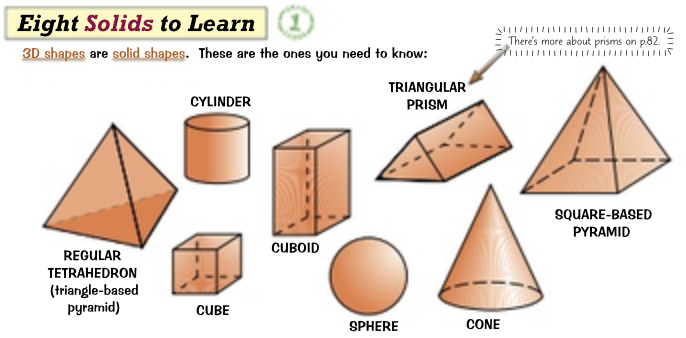 Eight Solids to Learn
1
There's more about prisms on p.82.
3D shapes are solid shapes. These are the ones you need to know:
TRIANGULAR
PRISM
CYLINDER
SQUARE-BASED
PYRAMID
CUBOID
REGULAR
TETRAHEDRON
(triangle-based
pyramid)
CUBE
SPHERE
CONE